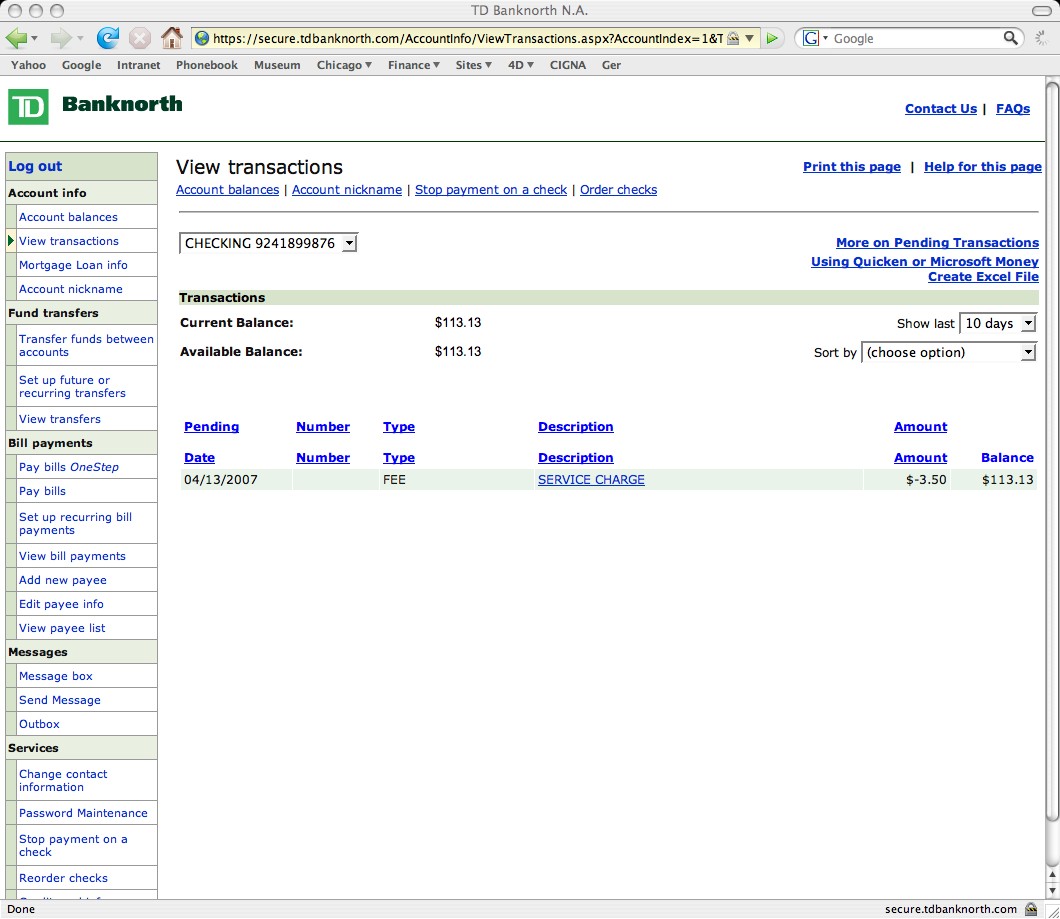 TD Banknorth N.A.
https://secure.tdbanknorth.com/AccountInfo/ViewTransactions.aspx?AccountIndex=1&T
G Google
Yahoo Google Intranet Phonebook Museum Chicago Finance Sites 4D CIGNA Ger
TD Banknorth
Contact Us | FAQs
Log out
Account info
Account balances
View transactions
Mortgage Loan info
Account nickname
Fund transfers
Transfer funds between
accounts
Set up future or
recurring transfers
View transfers
Bill payments
Pay bills OneStep
Pay bills
Set up recurring bill
payments
View bill payments
Add new payee
Edit payee info
View payee list
Messages
Message box
Send Message
Outbox
Services
Change contact
information
Password Maintenance
Stop payment on a
check
Reorder checks
View transactions
Print this page | Help for this page
Account balances | Account nickname | Stop payment on a check | Order checks
CHECKING 9241899876
More on Pending Transactions
Using Quicken or Microsoft Money
Create Excel File
Transactions
Current Balance: $113.13
Show last 10 days
Available Balance: $113.13
Sort by (choose option)
Pending Number Type Description Amount
Date Number Type Description Amount Balance
04/13/2007 FEE SERVICE CHARGE $-3.50 $113.13
Done
secure.tdbanknorth.com